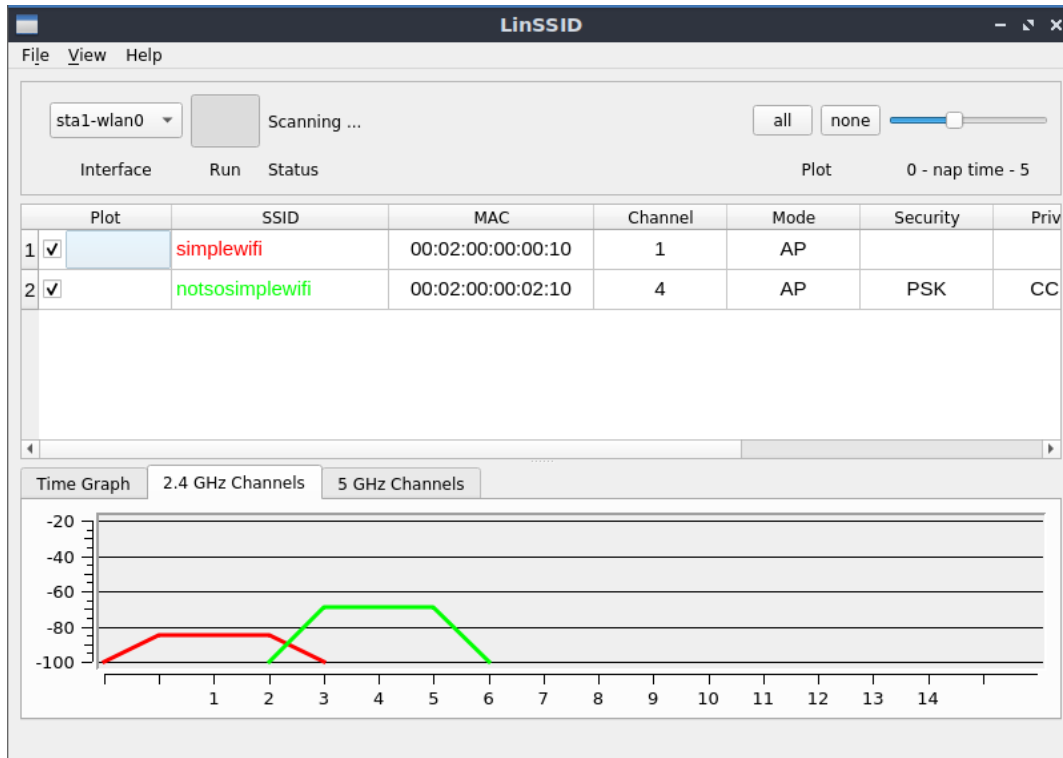 LinSSID
File View Help
sta1-wlan0 Scanning ... all none
Interface Run Status Plot 0 - nap time - 5
Plot SSID MAC Channel Mode Security Priv
1 simplewifi 00:02:00:00:00:10 1 AP
2 notsosimplewifi 00:02:00:00:02:10 4 AP PSK CC
Time Graph 2.4 GHz Channels 5 GHz Channels
-20
-40
-60
-80
-100
1 2 3 4 5 6 7 8 9 10 11 12 13 14